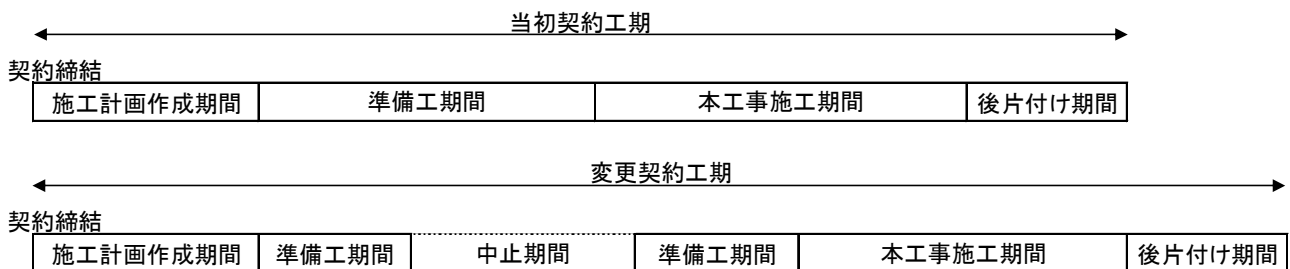 当初契約工期
契約締結
施工計画作成期間 準備工期間 本工事施工期間 後片付け期間
変更契約工期
契約締結
施工計画作成期間 準備工期間 中止期間 準備工期間 本工事施工期間 後片付け期間